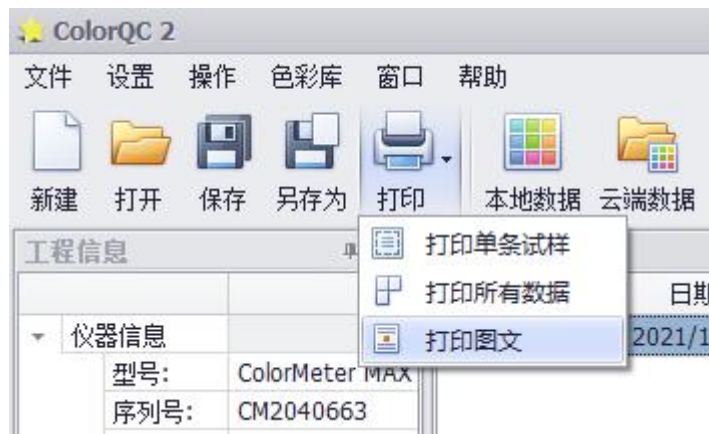 ColorQC 2
文件 设置 操作 色彩库 窗口 帮助
新建 打开 保存 另存为 打印 本地数据 云端数据
工程信息
打印单条试样
打印所有数据
日期
打印图文
仪器信息 2021/1
型号: ColorMeter MAX
序列号: CM2040663